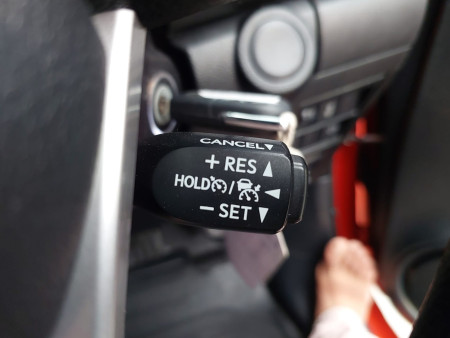 CANCEL▼
+ RES ▲
HOLD / ◀
− SET ▼